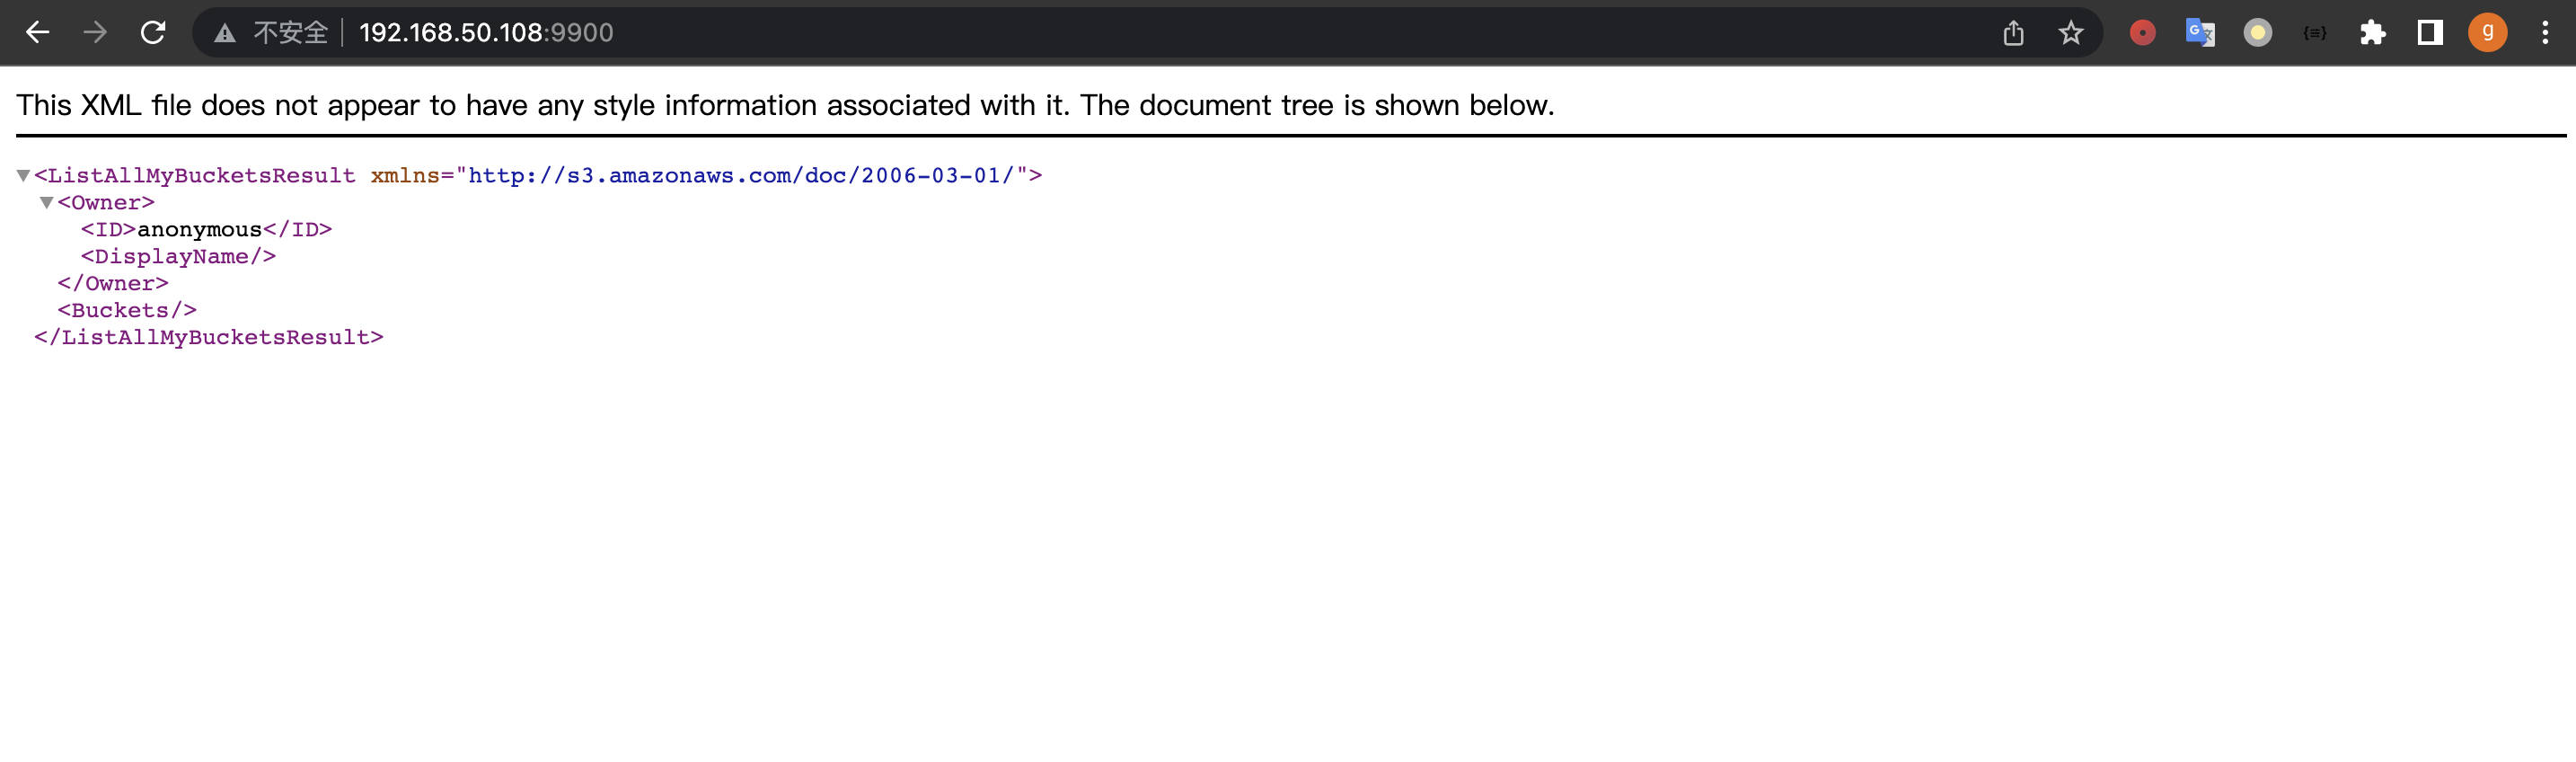 不安全 192.168.50.108:9900 g
This XML file does not appear to have any style information associated with it. The document tree is shown below.
<ListAllMyBucketsResult xmlns="http://s3.amazonaws.com/doc/2006-03-01/">
<Owner>
<ID>anonymous</ID>
<DisplayName/>
</Owner>
<Buckets/>
</ListAllMyBucketsResult>